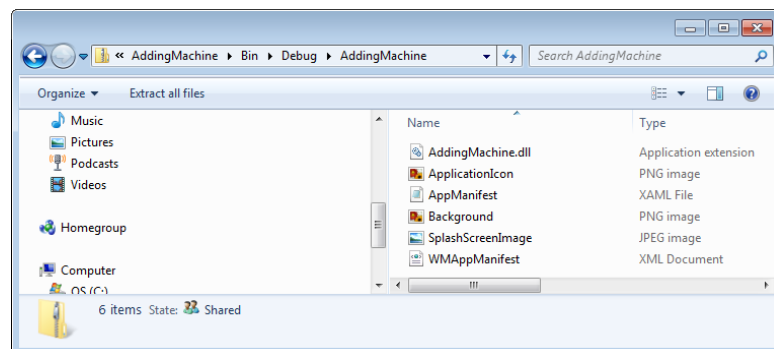 « AddingMachine ▸ Bin ▸ Debug ▸ AddingMachine Search AddingMachine
Organize ▾ Extract all files
Music
Pictures
Podcasts
Videos
Homegroup
Computer
OS (C:)
Name Type
AddingMachine.dll Application extension
ApplicationIcon PNG image
AppManifest XAML File
Background PNG image
SplashScreenImage JPEG image
WMAppManifest XML Document
6 items State: Shared